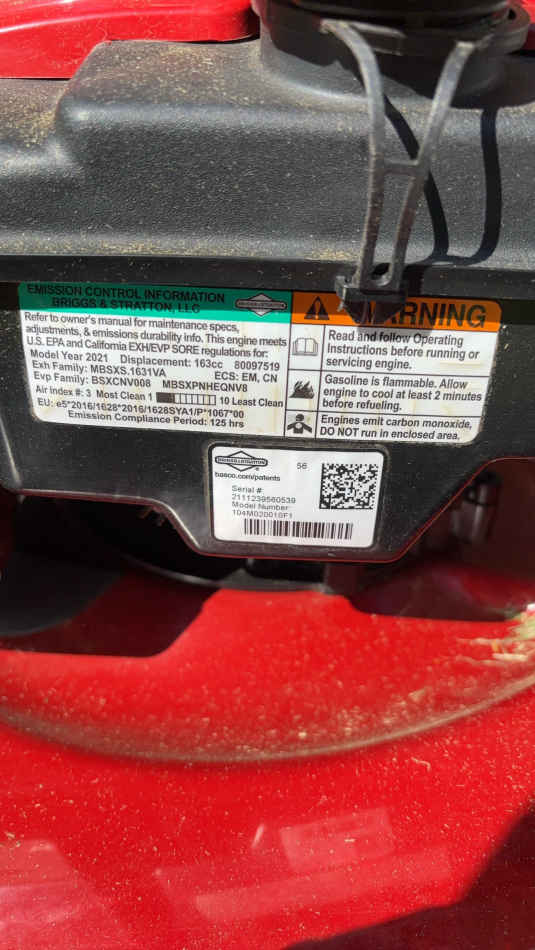 EMISSION CONTROL INFORMATION
BRIGGS & STRATTON, LLC
BRIGGS & STRATTON
Refer to owner's manual for maintenance specs,
adjustments, & emissions durability info. This engine meets
U.S. EPA and California EXH/EVP SORE regulations for:
Model Year 2021 Displacement: 163cc 80097519
Exh Family: MBSXS.1631VA ECS: EM, CN
Evp Family: BSXCNV008 MBSXPNHEQNV8
Air Index #: 3 Most Clean 1 10 Least Clean
EU: e5*2016/1628*2016/1628SYA1/P*1067*00
Emission Compliance Period: 125 hrs
WARNING
Read and follow Operating
Instructions before running or
servicing engine.
Gasoline is flammable. Allow
engine to cool at least 2 minutes
before refueling.
Engines emit carbon monoxide,
DO NOT run in enclosed area.
BRIGGS & STRATTON
56
basco.com/patents
Serial #:
2111239560539
Model Number:
104M020010F1